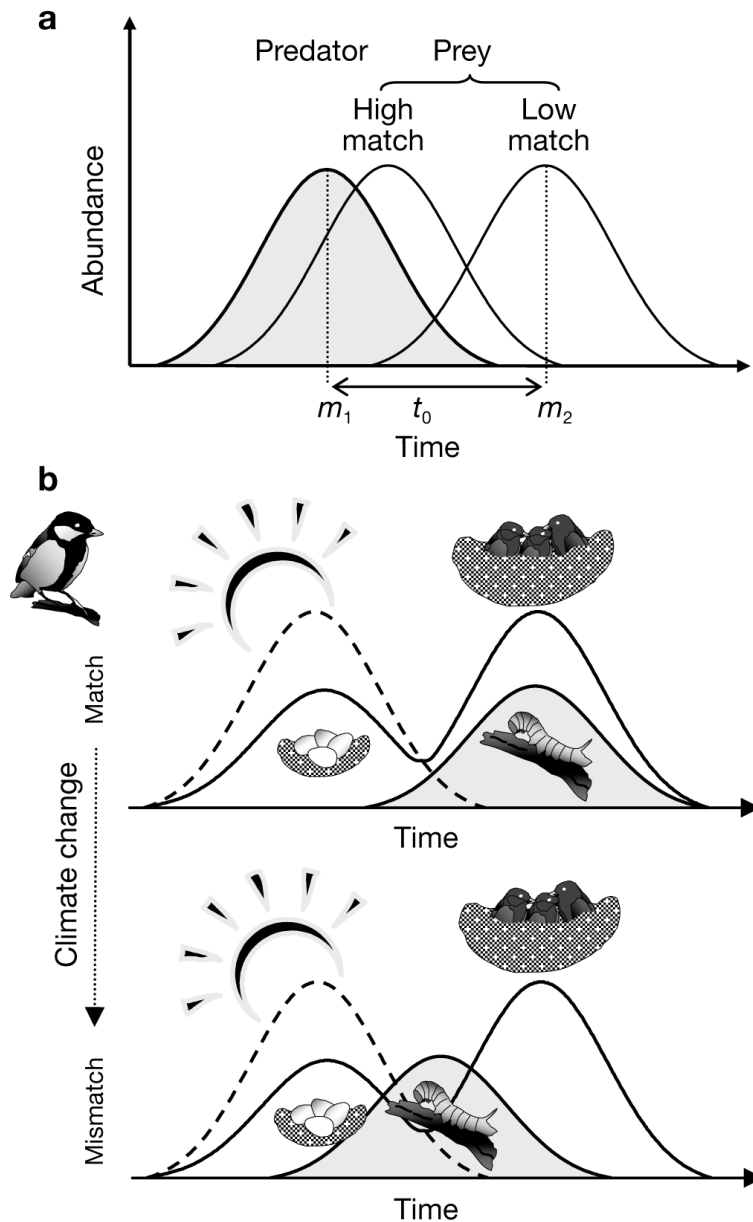 a
Predator
Prey
High
match
Low
match
Abundance
m1
t0
m2
Time
b
Match
Climate change
Mismatch
Time
Time